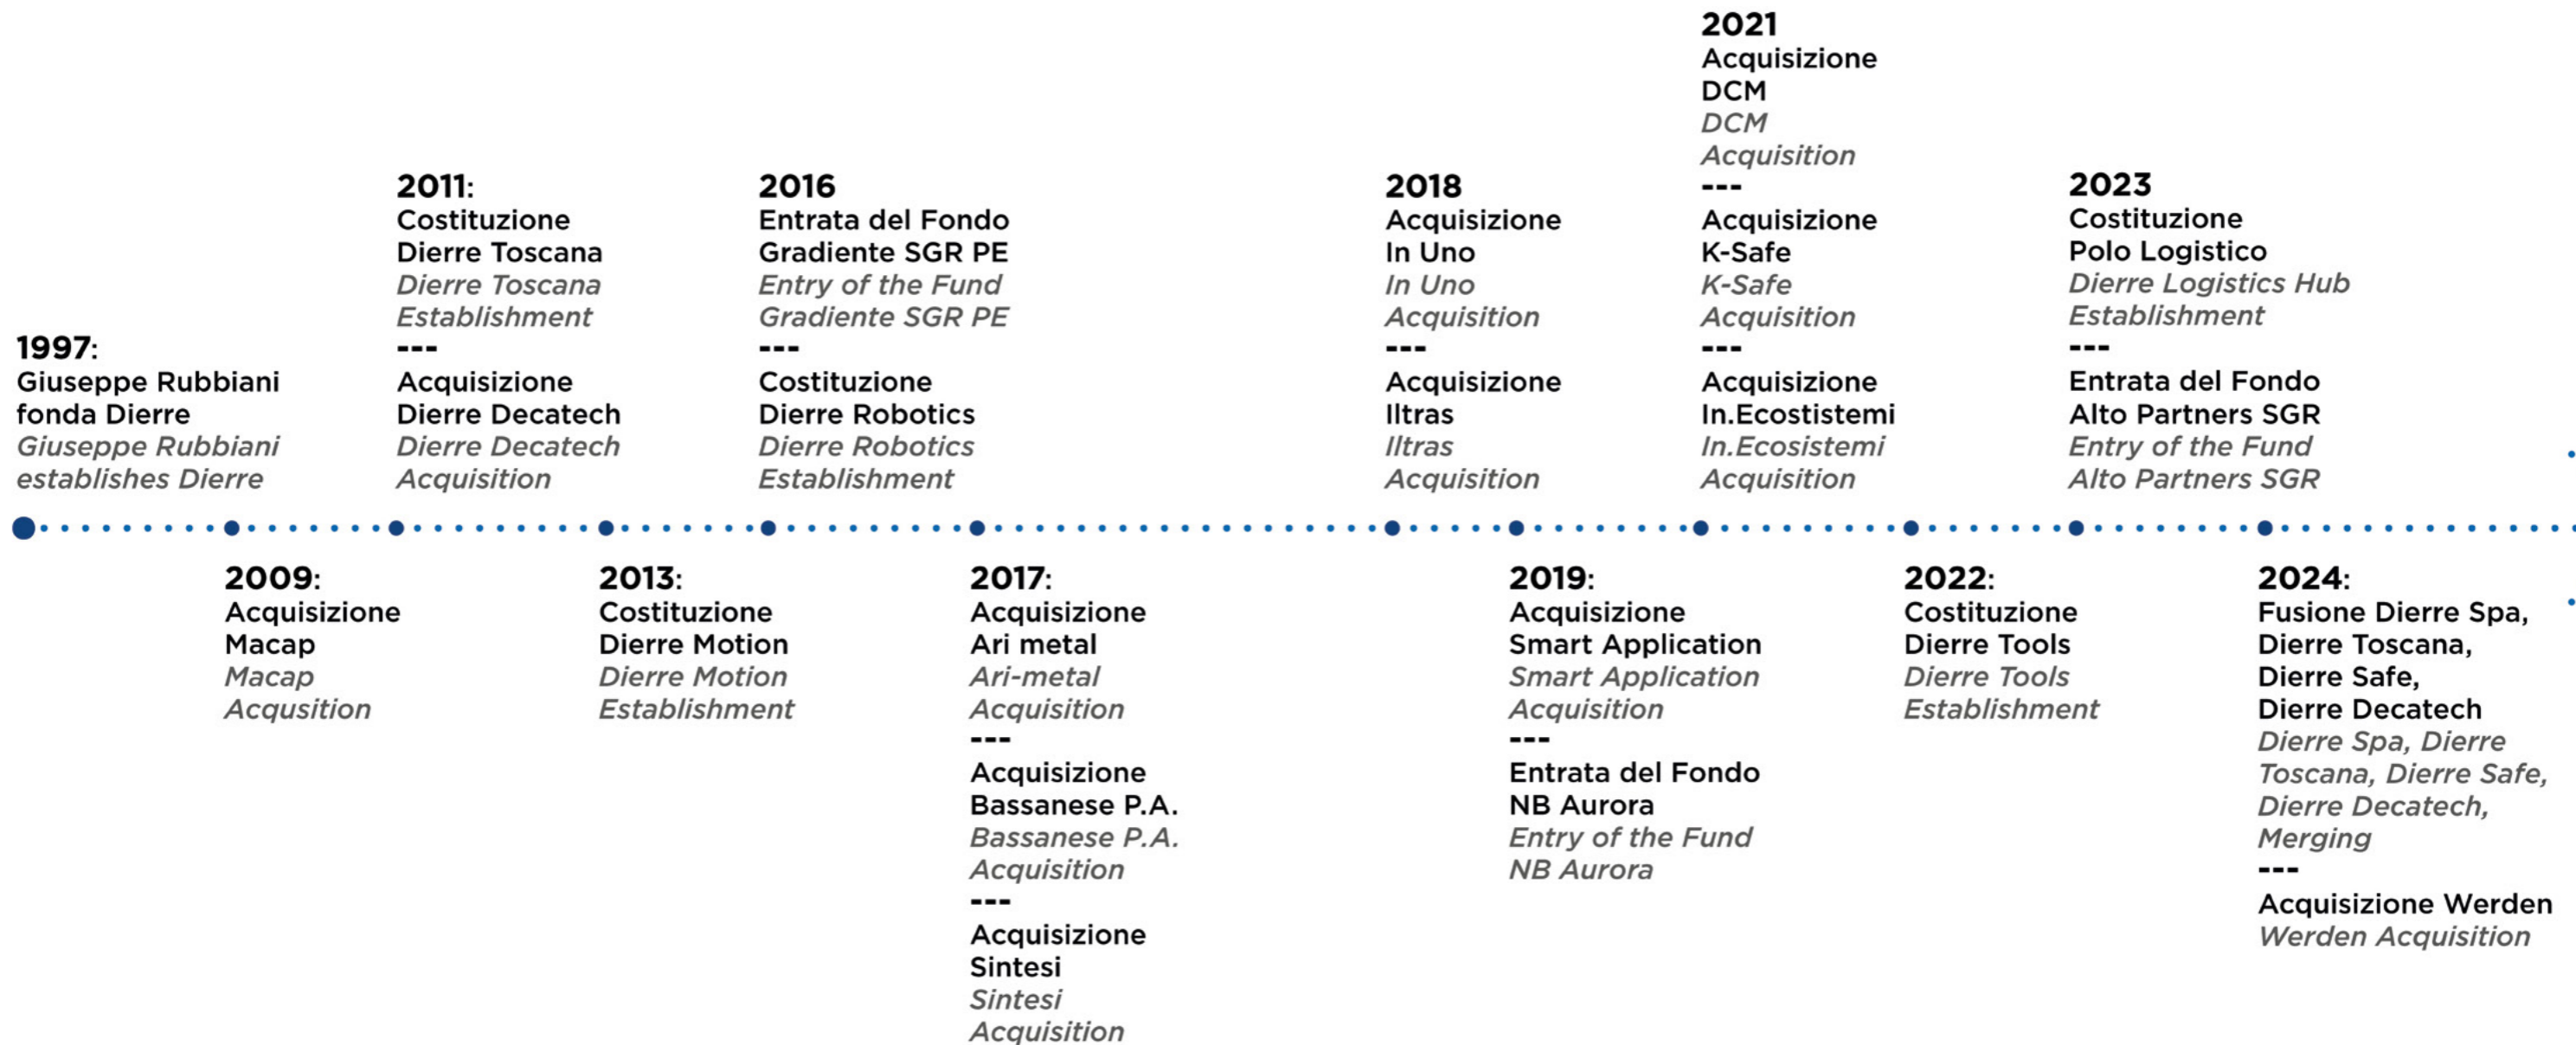 1997:
Giuseppe Rubbiani
fonda Dierre
Giuseppe Rubbiani
establishes Dierre
2009:
Acquisizione
Macap
Macap
Acqusition
2011:
Costituzione
Dierre Toscana
Dierre Toscana
Establishment
---
Acquisizione
Dierre Decatech
Dierre Decatech
Acquisition
2013:
Costituzione
Dierre Motion
Dierre Motion
Establishment
2016
Entrata del Fondo
Gradiente SGR PE
Entry of the Fund
Gradiente SGR PE
---
Costituzione
Dierre Robotics
Dierre Robotics
Establishment
2017:
Acquisizione
Ari metal
Ari-metal
Acquisition
---
Acquisizione
Bassanese P.A.
Bassanese P.A.
Acquisition
---
Acquisizione
Sintesi
Sintesi
Acquisition
2018
Acquisizione
In Uno
In Uno
Acquisition
---
Acquisizione
Iltras
Iltras
Acquisition
2019:
Acquisizione
Smart Application
Smart Application
Acquisition
---
Entrata del Fondo
NB Aurora
Entry of the Fund
NB Aurora
2021
Acquisizione
DCM
DCM
Acquisition
---
Acquisizione
K-Safe
K-Safe
Acquisition
---
Acquisizione
In.Ecostistemi
In.Ecosistemi
Acquisition
2022:
Costituzione
Dierre Tools
Dierre Tools
Establishment
2023
Costituzione
Polo Logistico
Dierre Logistics Hub
Establishment
---
Entrata del Fondo
Alto Partners SGR
Entry of the Fund
Alto Partners SGR
2024:
Fusione Dierre Spa,
Dierre Toscana,
Dierre Safe,
Dierre Decatech
Dierre Spa, Dierre
Toscana, Dierre Safe,
Dierre Decatech,
Merging
---
Acquisizione Werden
Werden Acquisition